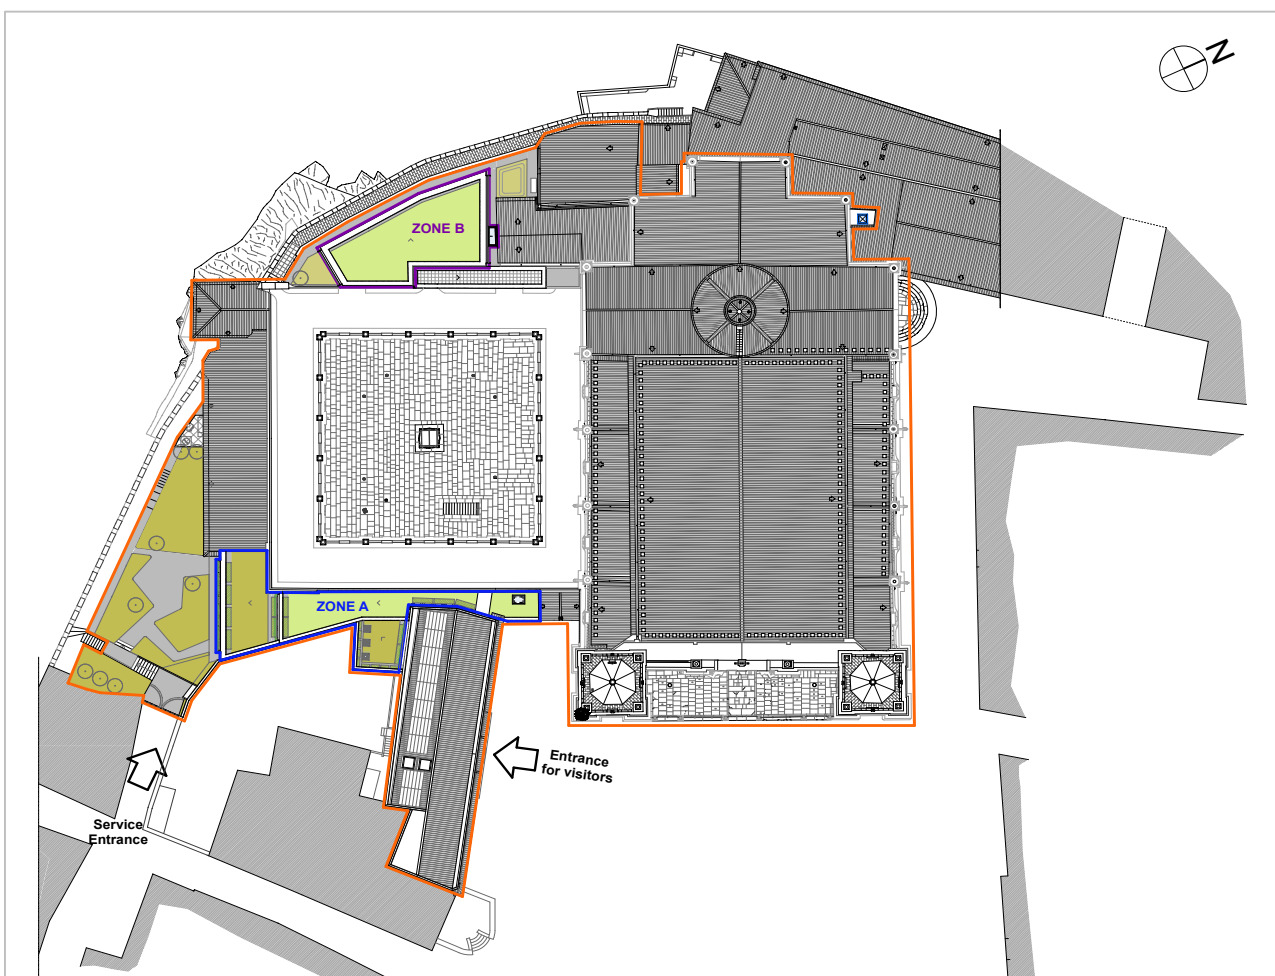 N
ZONE B
ZONE A
Entrance
for visitors
Service
Entrance